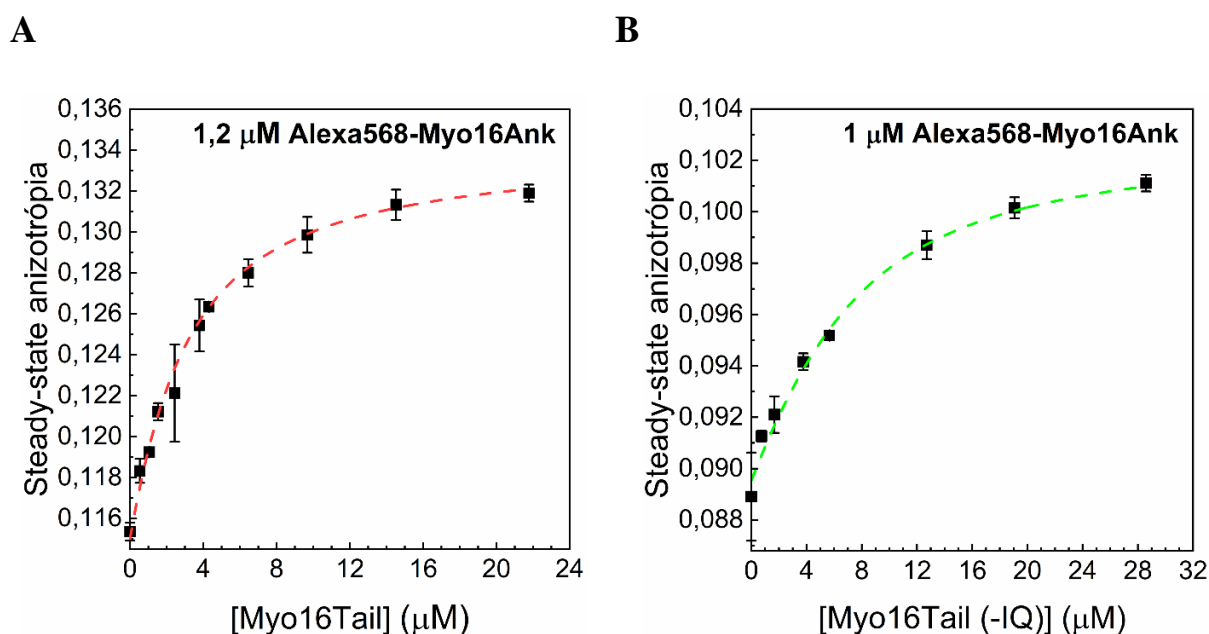 A
B
1,2 μM Alexa568-Myo16Ank
0,136
0,134
0,132
0,130
0,128
0,126
0,124
0,122
0,120
0,118
0,116
Steady-state anizotrópia
0 4 8 12 16 20 24
[Myo16Tail] (μM)
1 μM Alexa568-Myo16Ank
0,104
0,102
0,100
0,098
0,096
0,094
0,092
0,090
0,088
Steady-state anizotrópia
0 4 8 12 16 20 24 28 32
[Myo16Tail (-IQ)] (μM)